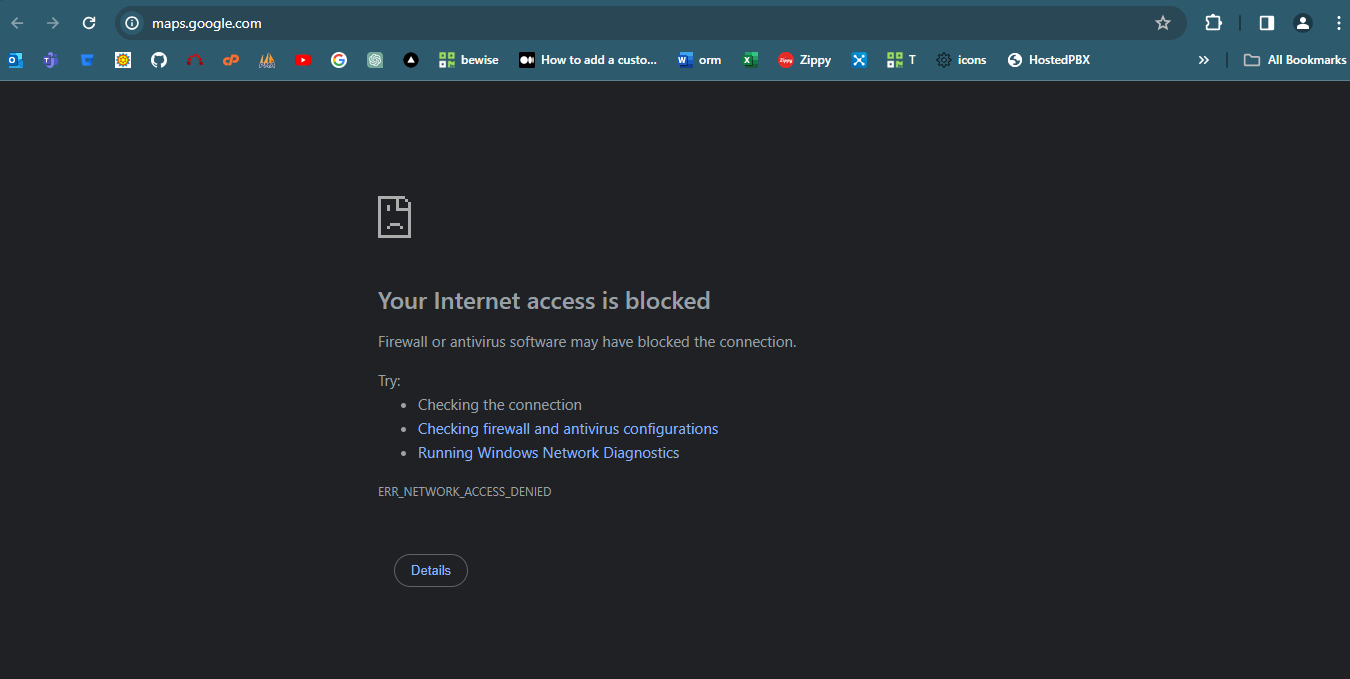 maps.google.com
bewise How to add a custo... orm Zippy T icons HostedPBX All Bookmarks
Your Internet access is blocked
Firewall or antivirus software may have blocked the connection.
Try:
• Checking the connection
• Checking firewall and antivirus configurations
• Running Windows Network Diagnostics
ERR_NETWORK_ACCESS_DENIED
Details